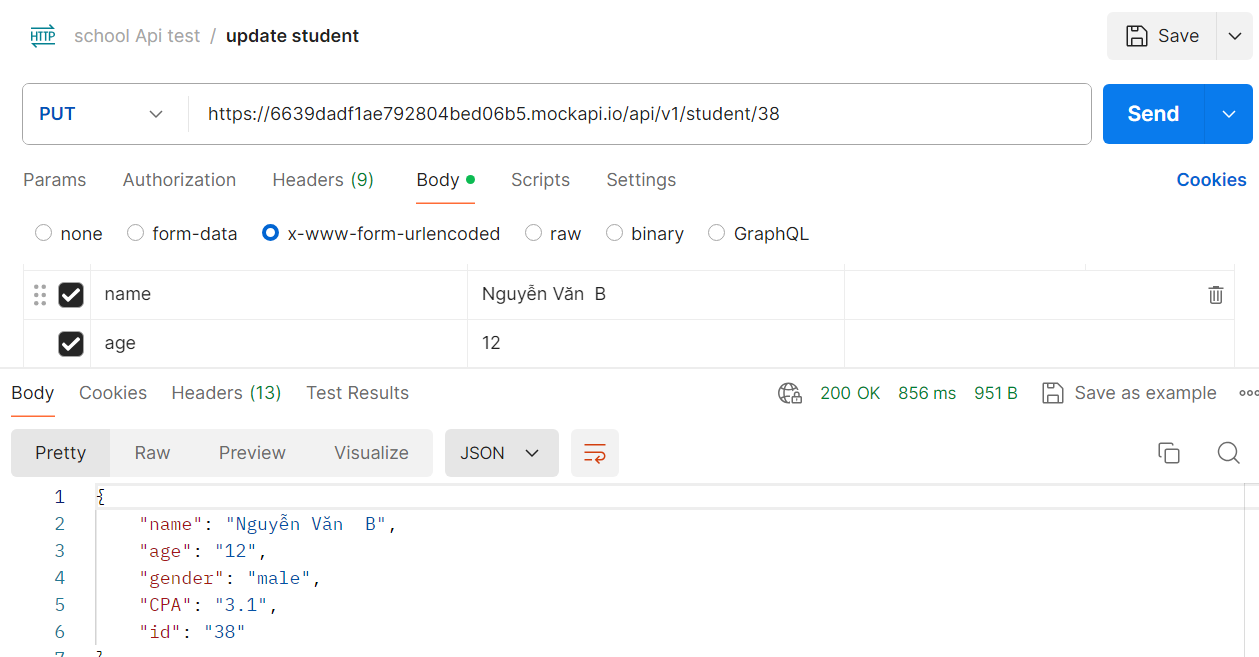 HTTP school Api test / update student Save
PUT https://6639dadf1ae792804bed06b5.mockapi.io/api/v1/student/38 Send
Params Authorization Headers (9) Body Scripts Settings Cookies
none form-data x-www-form-urlencoded raw binary GraphQL
name Nguyễn Văn  B
age 12
Body Cookies Headers (13) Test Results 200 OK 856 ms 951 B Save as example
Pretty Raw Preview Visualize JSON
1 {
2 "name": "Nguyễn Văn  B",
3 "age": "12",
4 "gender": "male",
5 "CPA": "3.1",
6 "id": "38"
7 }